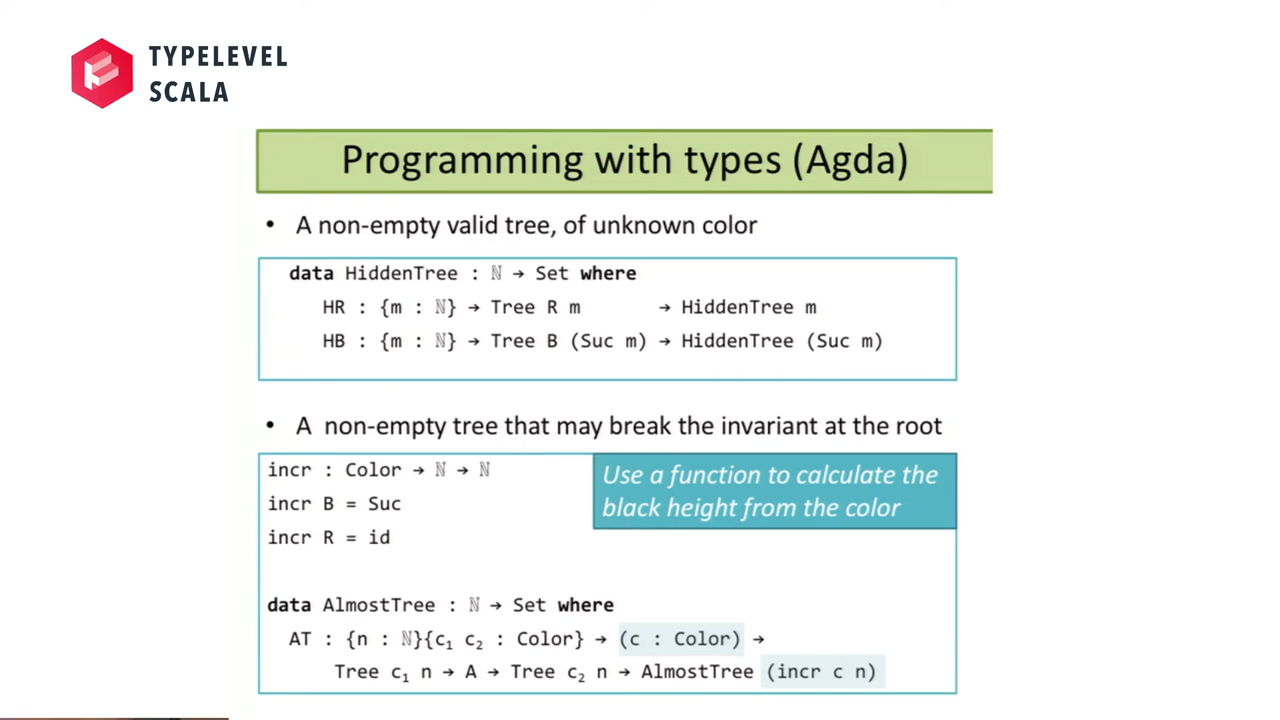 TYPELEVEL
SCALA
Programming with types (Agda)
• A non-empty valid tree, of unknown color
data HiddenTree : ℕ → Set where
HR : {m : ℕ} → Tree R m → HiddenTree m
HB : {m : ℕ} → Tree B (Suc m) → HiddenTree (Suc m)
• A non-empty tree that may break the invariant at the root
incr : Color → ℕ → ℕ
incr B = Suc
incr R = id
Use a function to calculate the
black height from the color
data AlmostTree : ℕ → Set where
AT : {n : ℕ}{c₁ c₂ : Color} → (c : Color) →
Tree c₁ n → A → Tree c₂ n → AlmostTree (incr c n)